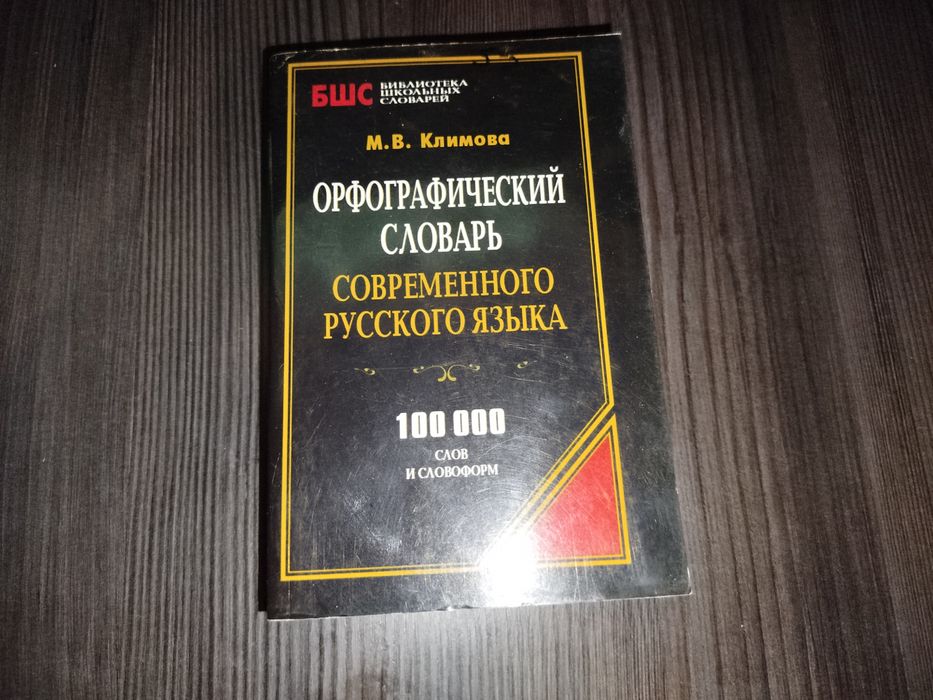 БШС
БИБЛИОТЕКА
ШКОЛЬНЫХ
СЛОВАРЕЙ
М.В. Климова
ОРФОГРАФИЧЕСКИЙ
СЛОВАРЬ
СОВРЕМЕННОГО
РУССКОГО ЯЗЫКА
100 000
СЛОВ
И СЛОВОФОРМ